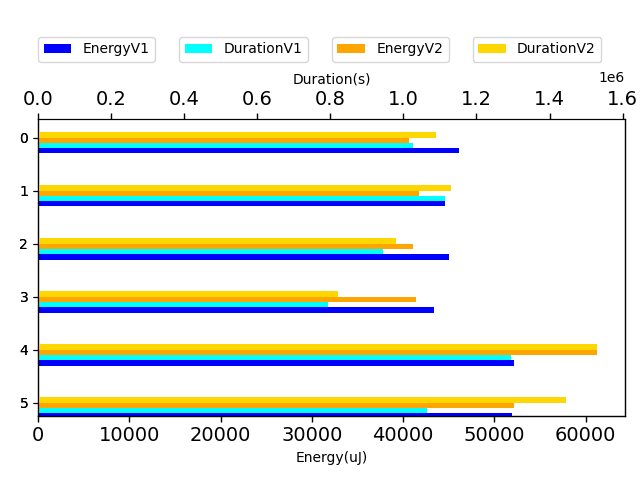 EnergyV1 DurationV1 EnergyV2 DurationV2
Duration(s)
1e6
0.0 0.2 0.4 0.6 0.8 1.0 1.2 1.4 1.6
0
1
2
3
4
5
0 10000 20000 30000 40000 50000 60000
Energy(uJ)